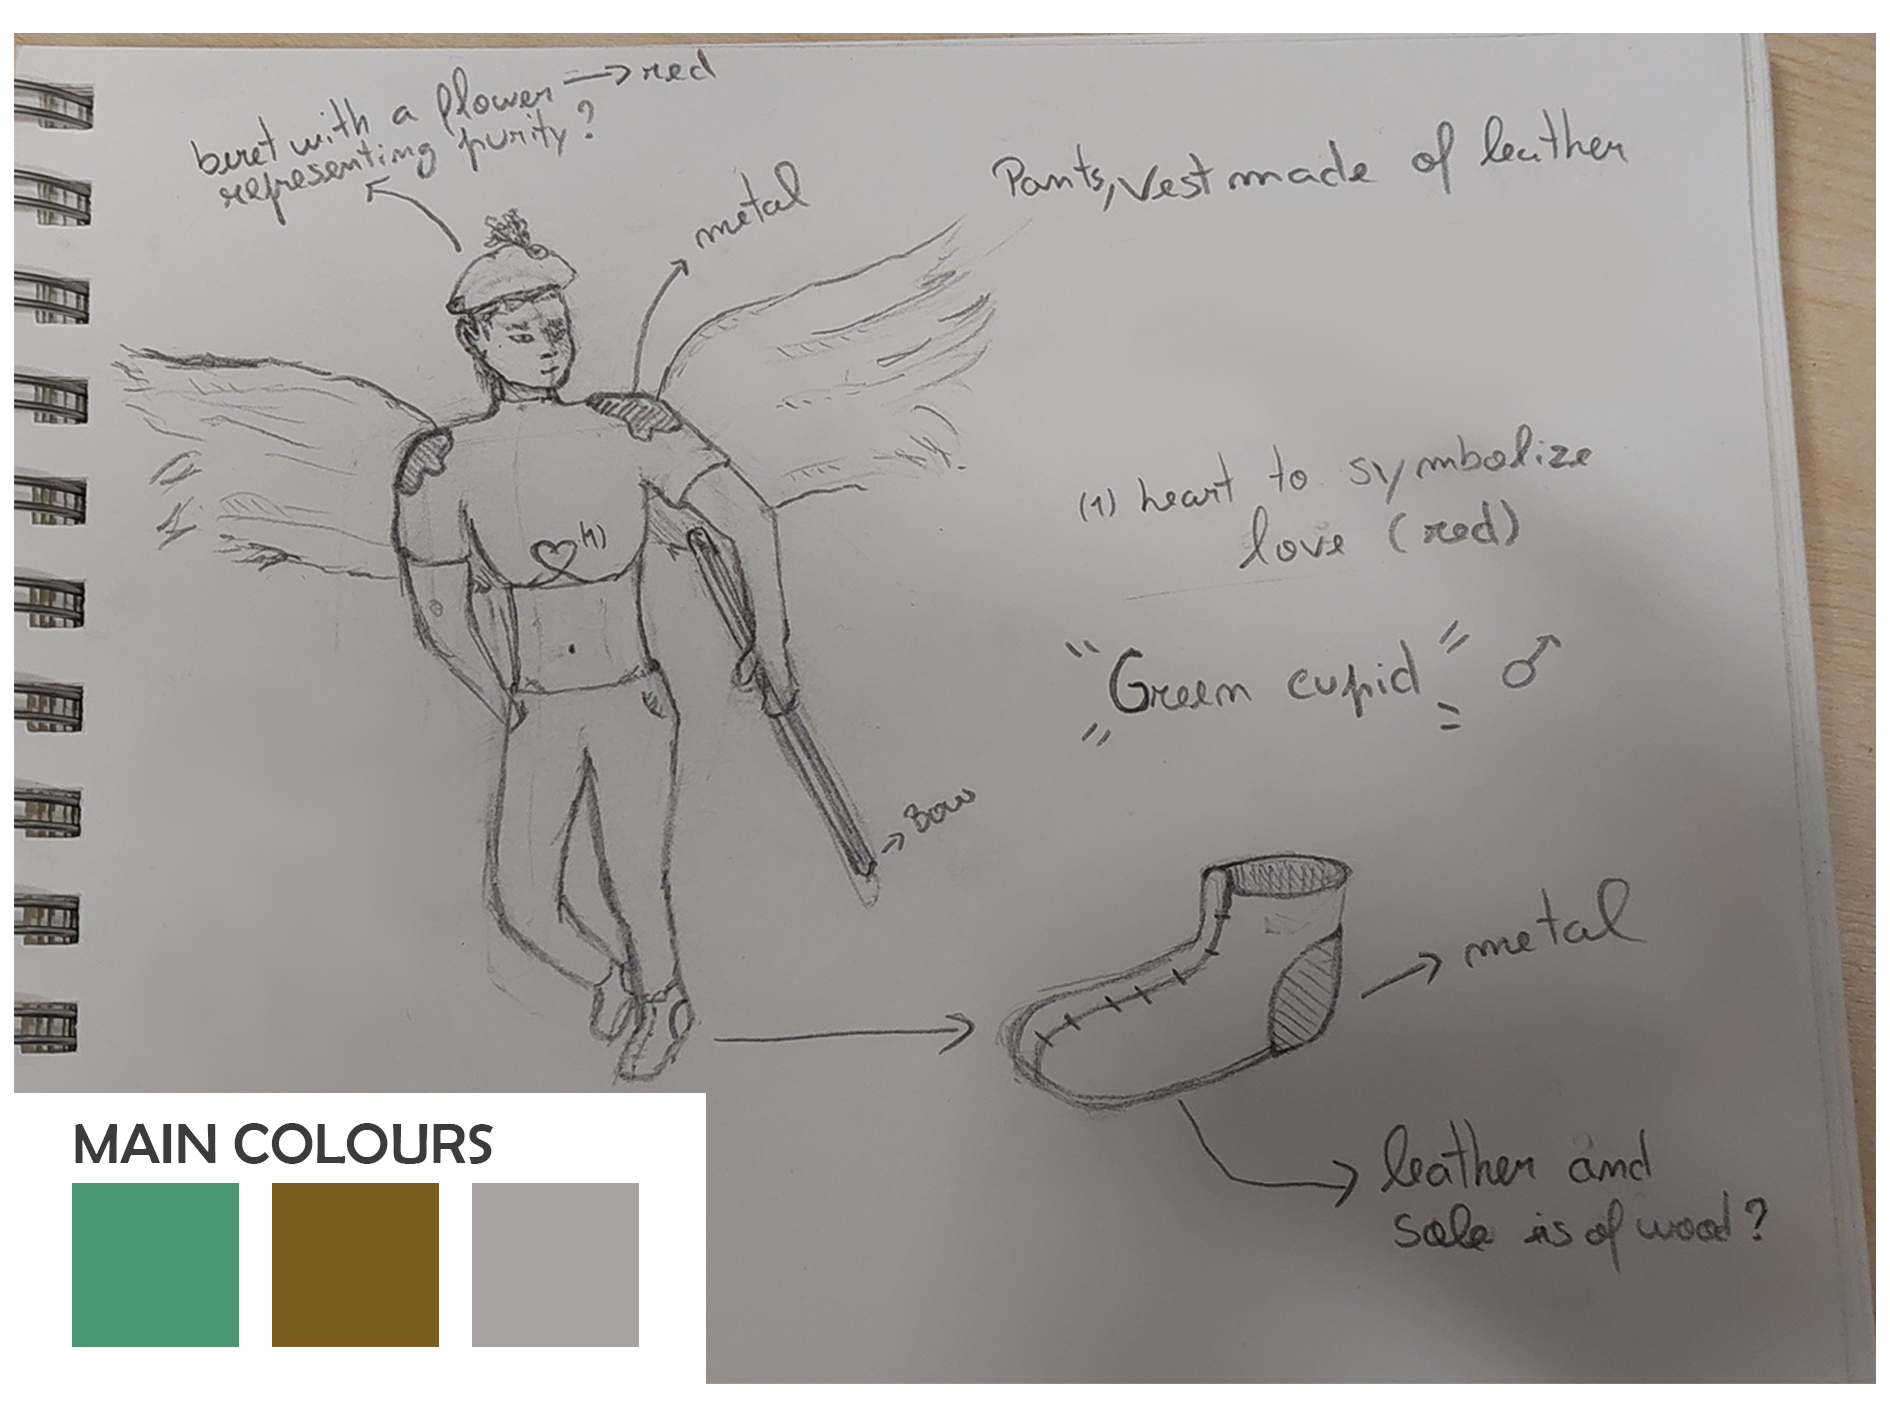 beret with a flower → red
representing purity?
metal
Pants, Vest made of leather
(1)
(1) heart to symbolize
love (red)
"Green cupid" ♂
→ Bow
metal
leather and
sole is of wood?
MAIN COLOURS